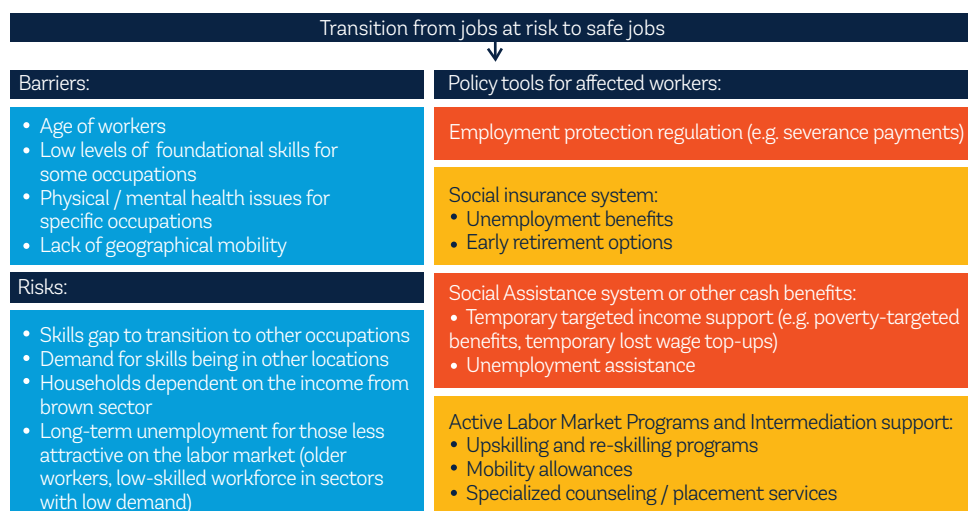 Transition from jobs at risk to safe jobs
Barriers:
• Age of workers
• Low levels of foundational skills for
some occupations
• Physical / mental health issues for
specific occupations
• Lack of geographical mobility
Risks:
• Skills gap to transition to other occupations
• Demand for skills being in other locations
• Households dependent on the income from
brown sector
• Long-term unemployment for those less
attractive on the labor market (older
workers, low-skilled workforce in sectors
with low demand)
Policy tools for affected workers:
Employment protection regulation (e.g. severance payments)
Social insurance system:
• Unemployment benefits
• Early retirement options
Social Assistance system or other cash benefits:
• Temporary targeted income support (e.g. poverty-targeted
benefits, temporary lost wage top-ups)
• Unemployment assistance
Active Labor Market Programs and Intermediation support:
• Upskilling and re-skilling programs
• Mobility allowances
• Specialized counseling / placement services